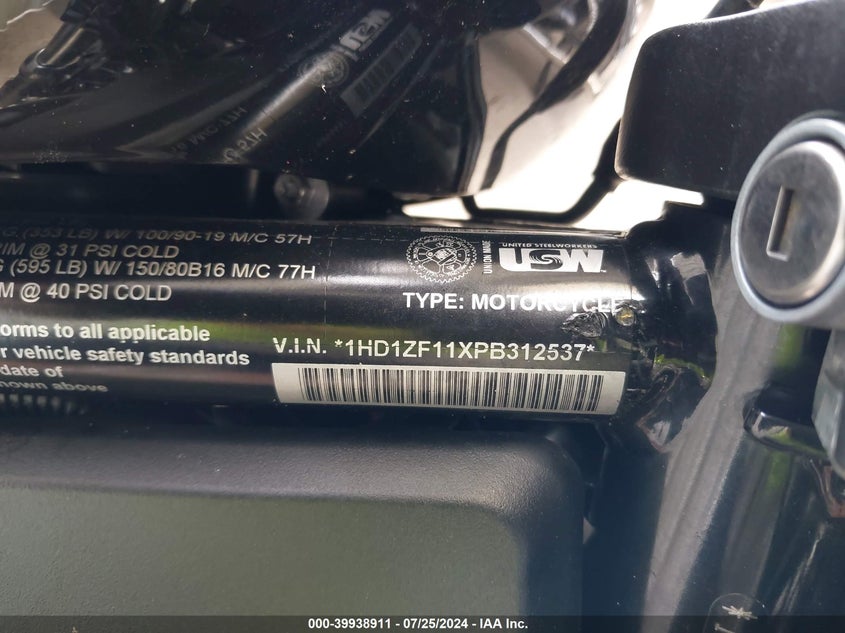 G (353 LB) W/ 100/90-19 M/C 57H
RIM @ 31 PSI COLD
G (595 LB) W/ 150/80B16 M/C 77H
M @ 40 PSI COLD
UNION MADE
UNITED STEELWORKERS
USW
TYPE: MOTORCYCLE
orms to all applicable
r vehicle safety standards
date of
nown above
V.I.N. *1HD1ZF11XPB312537*
000-39938911 - 07/25/2024 - IAA Inc.